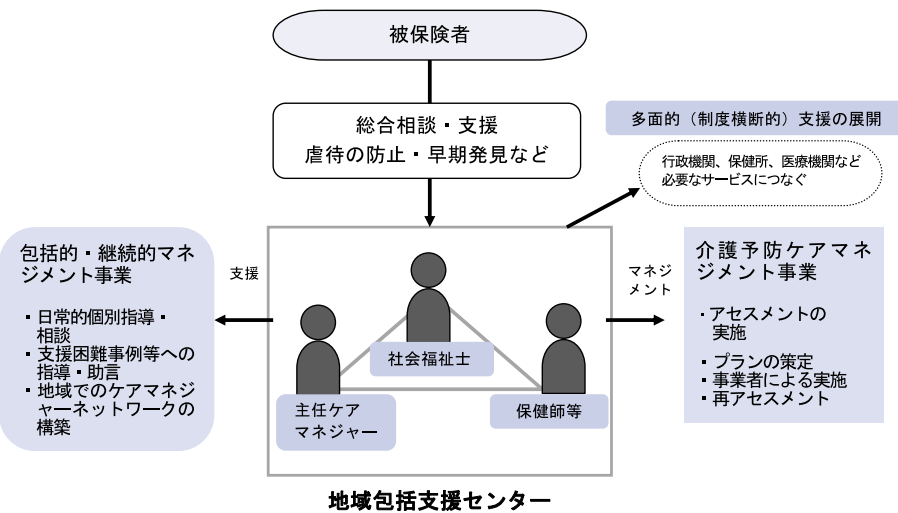 被保険者
総合相談・支援
虐待の防止・早期発見など
多面的（制度横断的）支援の展開
行政機関、保健所、医療機関など
必要なサービスにつなぐ
包括的・継続的マネ
ジメント事業
・日常的個別指導・
相談
・支援困難事例等への
指導・助言
・地域でのケアマネジ
ャーネットワークの
構築
支援
社会福祉士
主任ケア
マネジャー
保健師等
マネジ
メント
介護予防ケアマネ
ジメント事業
・アセスメントの
実施
・プランの策定
・事業者による実施
・再アセスメント
地域包括支援センター